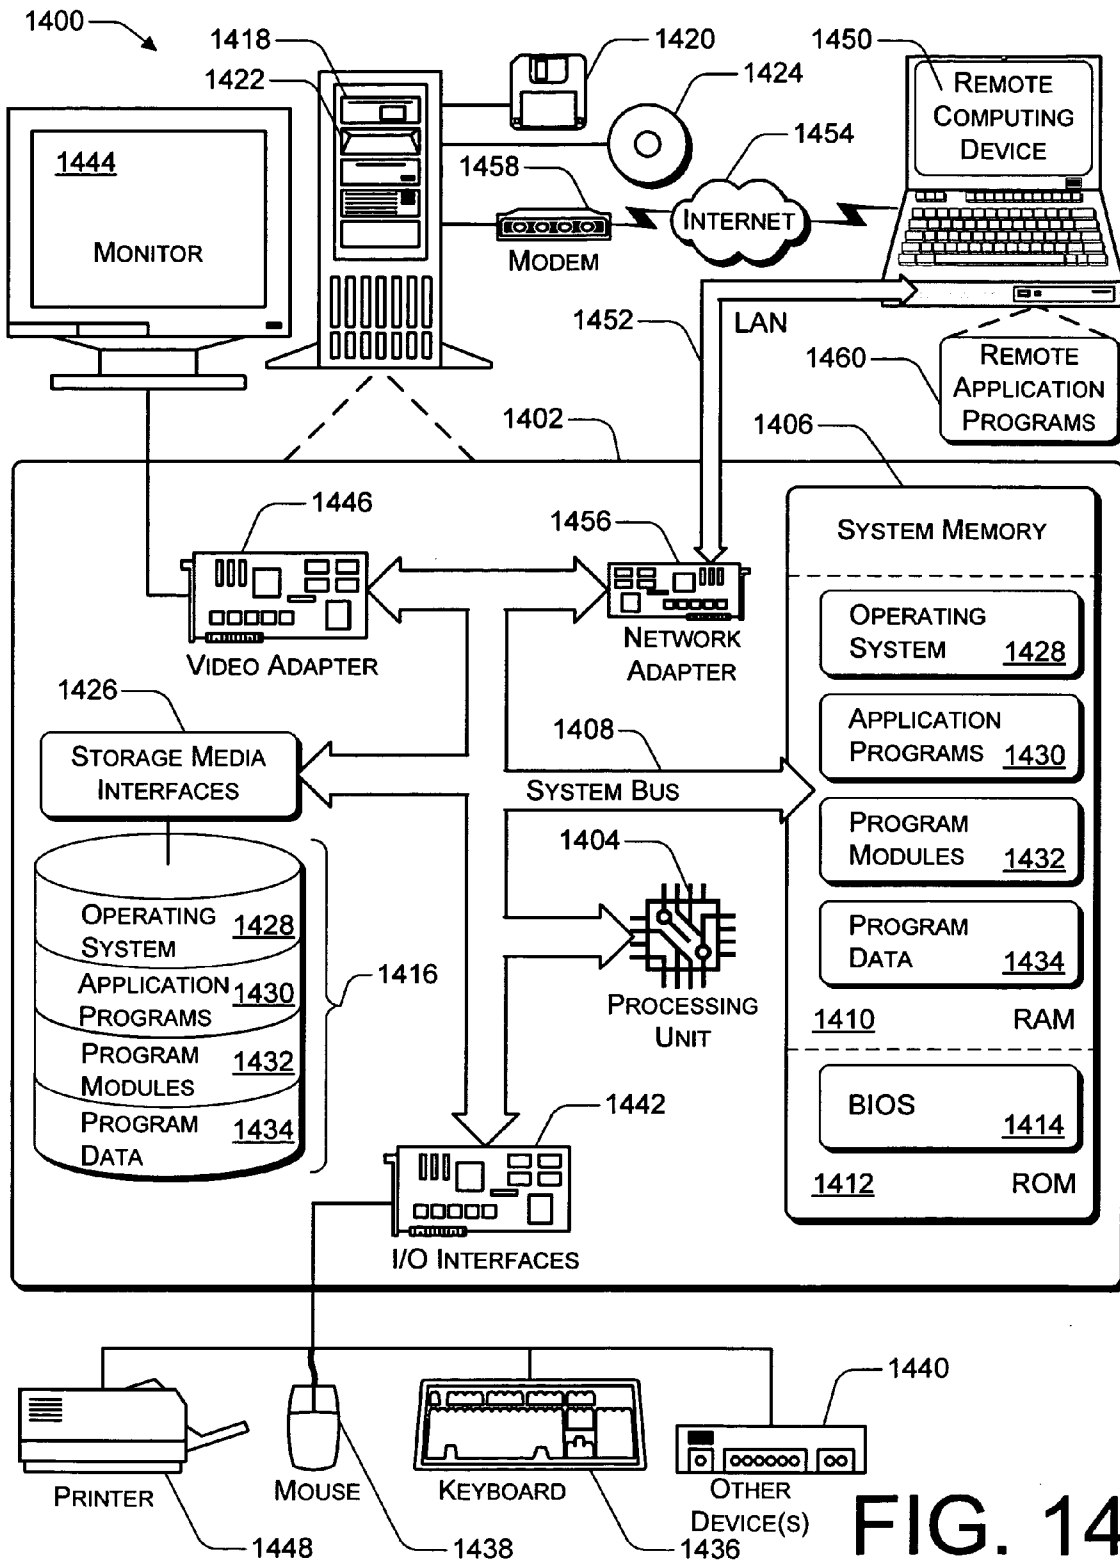 1400
1418
1422
1420
1424
1450
REMOTE
COMPUTING
DEVICE
1444
MONITOR
1458
1454
INTERNET
MODEM
1452
LAN
1460
REMOTE
APPLICATION
PROGRAMS
1402
1406
1446
1456
SYSTEM MEMORY
VIDEO ADAPTER
NETWORK
ADAPTER
OPERATING
SYSTEM 1428
1426
STORAGE MEDIA
INTERFACES
1408
SYSTEM BUS
APPLICATION
PROGRAMS 1430
PROGRAM
MODULES 1432
1404
PROCESSING
UNIT
PROGRAM
DATA 1434
1410 RAM
OPERATING
SYSTEM 1428
APPLICATION
PROGRAMS 1430
PROGRAM
MODULES 1432
PROGRAM
DATA 1434
1416
1442
I/O INTERFACES
BIOS 1414
1412 ROM
PRINTER
1448
MOUSE
1438
KEYBOARD
1436
1440
OTHER
DEVICE(S)
FIG. 14